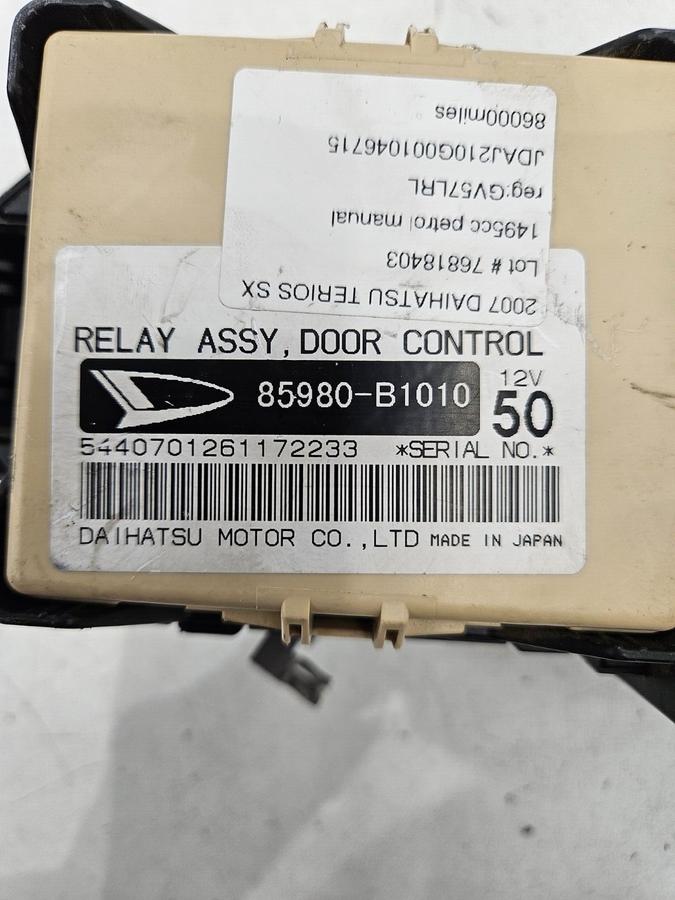 2007 DAIHATSU TERIOS SX
Lot # 76818403
1495cc petrol manual
reg:GV57LRL
JDAJ210G001046715
86000miles
RELAY ASSY, DOOR CONTROL
85980-B1010
12V
50
5440701261172233 *SERIAL NO.*
DAIHATSU MOTOR CO.,LTD MADE IN JAPAN